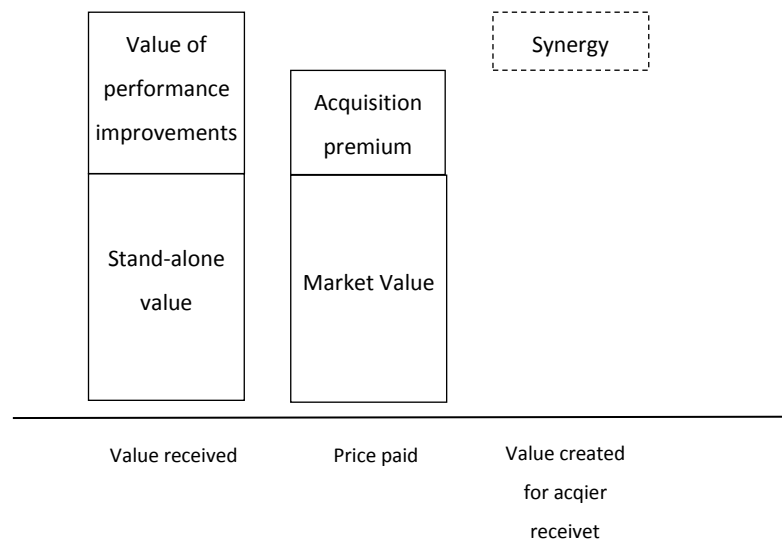 Value of
performance
improvements
Stand-alone
value
Acquisition
premium
Market Value
Synergy
Value received
Price paid
Value created
for acqier
receivet